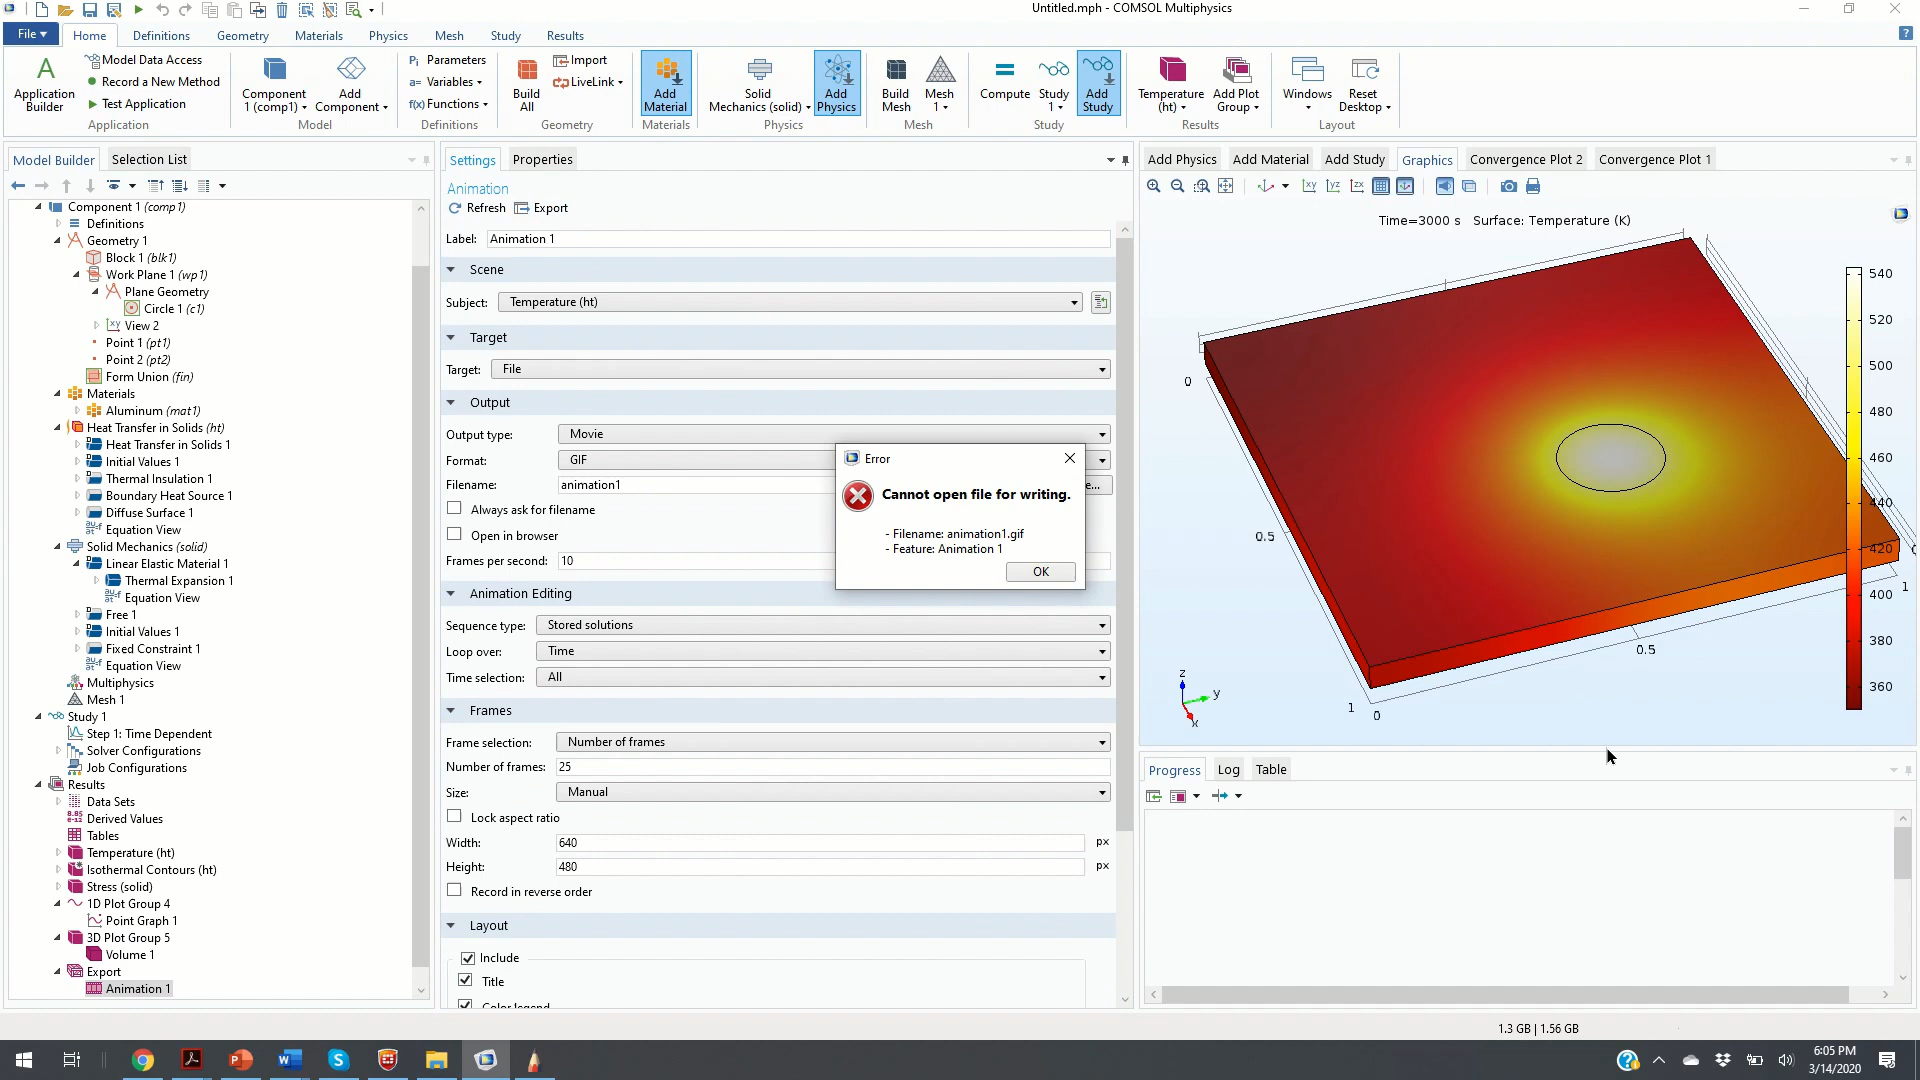 Untitled.mph - COMSOL Multiphysics
File
Home
Definitions
Geometry
Materials
Physics
Mesh
Study
Results
Application Builder
Model Data Access
Record a New Method
Test Application
Application
Component 1 (comp1)
Add Component
Model
Pi Parameters
a= Variables
f(x) Functions
Definitions
Build All
Import
LiveLink
Geometry
Add Material
Materials
Solid Mechanics (solid)
Add Physics
Physics
Build Mesh
Mesh 1
Mesh
Compute
Study 1
Add Study
Study
Temperature (ht)
Add Plot Group
Results
Windows
Reset Desktop
Layout
Model Builder
Selection List
Component 1 (comp1)
Definitions
Geometry 1
Block 1 (blk1)
Work Plane 1 (wp1)
Plane Geometry
Circle 1 (c1)
View 2
Point 1 (pt1)
Point 2 (pt2)
Form Union (fin)
Materials
Aluminum (mat1)
Heat Transfer in Solids (ht)
Heat Transfer in Solids 1
Initial Values 1
Thermal Insulation 1
Boundary Heat Source 1
Diffuse Surface 1
Equation View
Solid Mechanics (solid)
Linear Elastic Material 1
Thermal Expansion 1
Equation View
Free 1
Initial Values 1
Fixed Constraint 1
Equation View
Multiphysics
Mesh 1
Study 1
Step 1: Time Dependent
Solver Configurations
Job Configurations
Results
Data Sets
Derived Values
Tables
Temperature (ht)
Isothermal Contours (ht)
Stress (solid)
1D Plot Group 4
Point Graph 1
3D Plot Group 5
Volume 1
Export
Animation 1
Settings
Properties
Animation
Refresh
Export
Label: Animation 1
Scene
Subject: Temperature (ht)
Target
Target: File
Output
Output type: Movie
Format: GIF
Filename: animation1
e...
Always ask for filename
Open in browser
Frames per second: 10
Animation Editing
Sequence type: Stored solutions
Loop over: Time
Time selection: All
Frames
Frame selection: Number of frames
Number of frames: 25
Size: Manual
Lock aspect ratio
Width: 640 px
Height: 480 px
Record in reverse order
Layout
Include
Title
Color legend
Error
Cannot open file for writing.
- Filename: animation1.gif
- Feature: Animation 1
OK
Add Physics
Add Material
Add Study
Graphics
Convergence Plot 2
Convergence Plot 1
xy
yz
zx
Time=3000 s Surface: Temperature (K)
540
520
500
480
460
440
420
400
380
360
0
0.5
1
0
0.5
1
0
z
y
x
Progress
Log
Table
1.3 GB | 1.56 GB
6:05 PM
3/14/2020